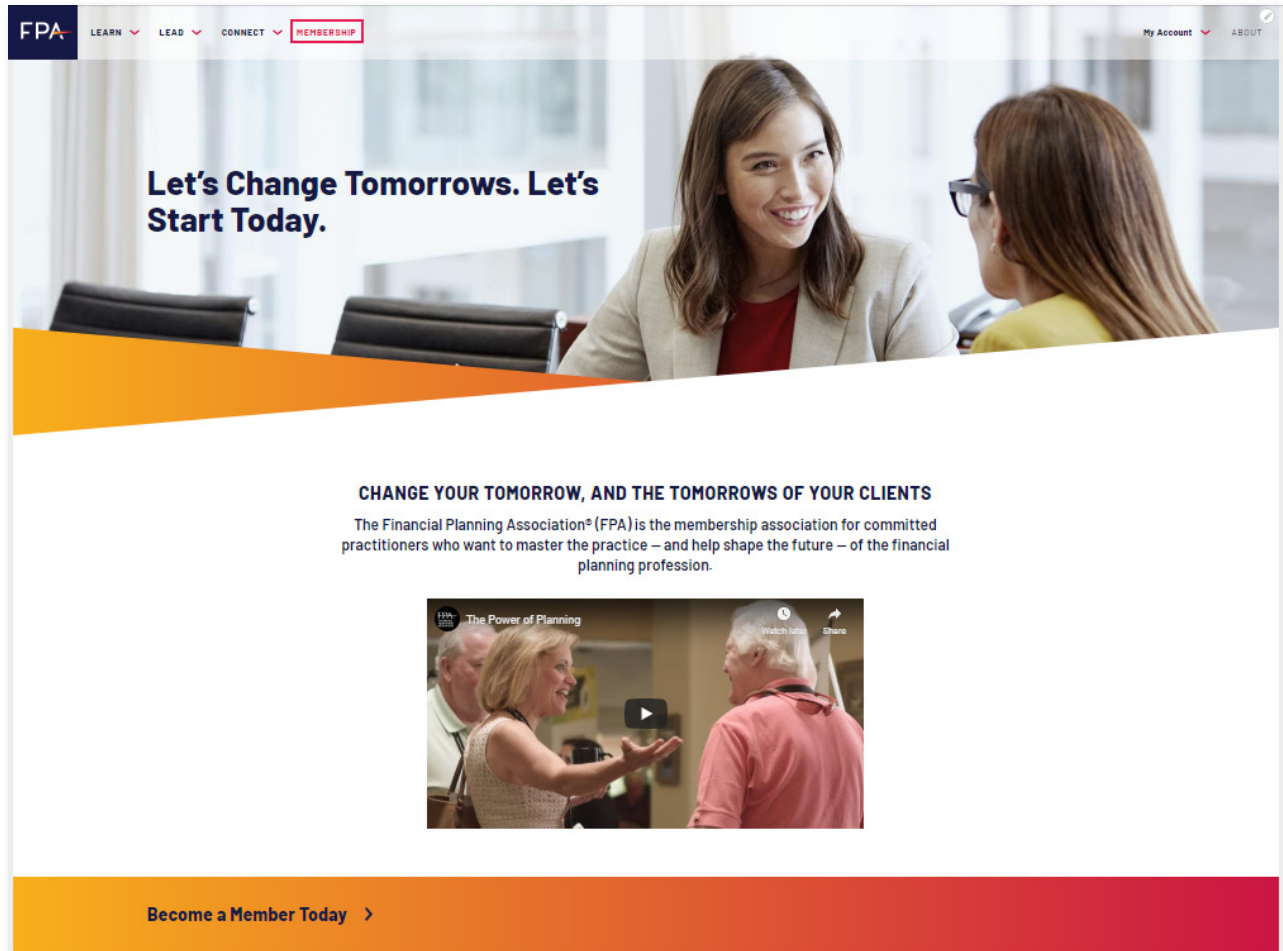 FPA
LEARN
LEAD
CONNECT
MEMBERSHIP
My Account
ABOUT
Let's Change Tomorrows. Let's
Start Today.
CHANGE YOUR TOMORROW, AND THE TOMORROWS OF YOUR CLIENTS
The Financial Planning Association® (FPA) is the membership association for committed
practitioners who want to master the practice — and help shape the future — of the financial
planning profession.
FPA
The Power of Planning
Watch later
Share
Become a Member Today